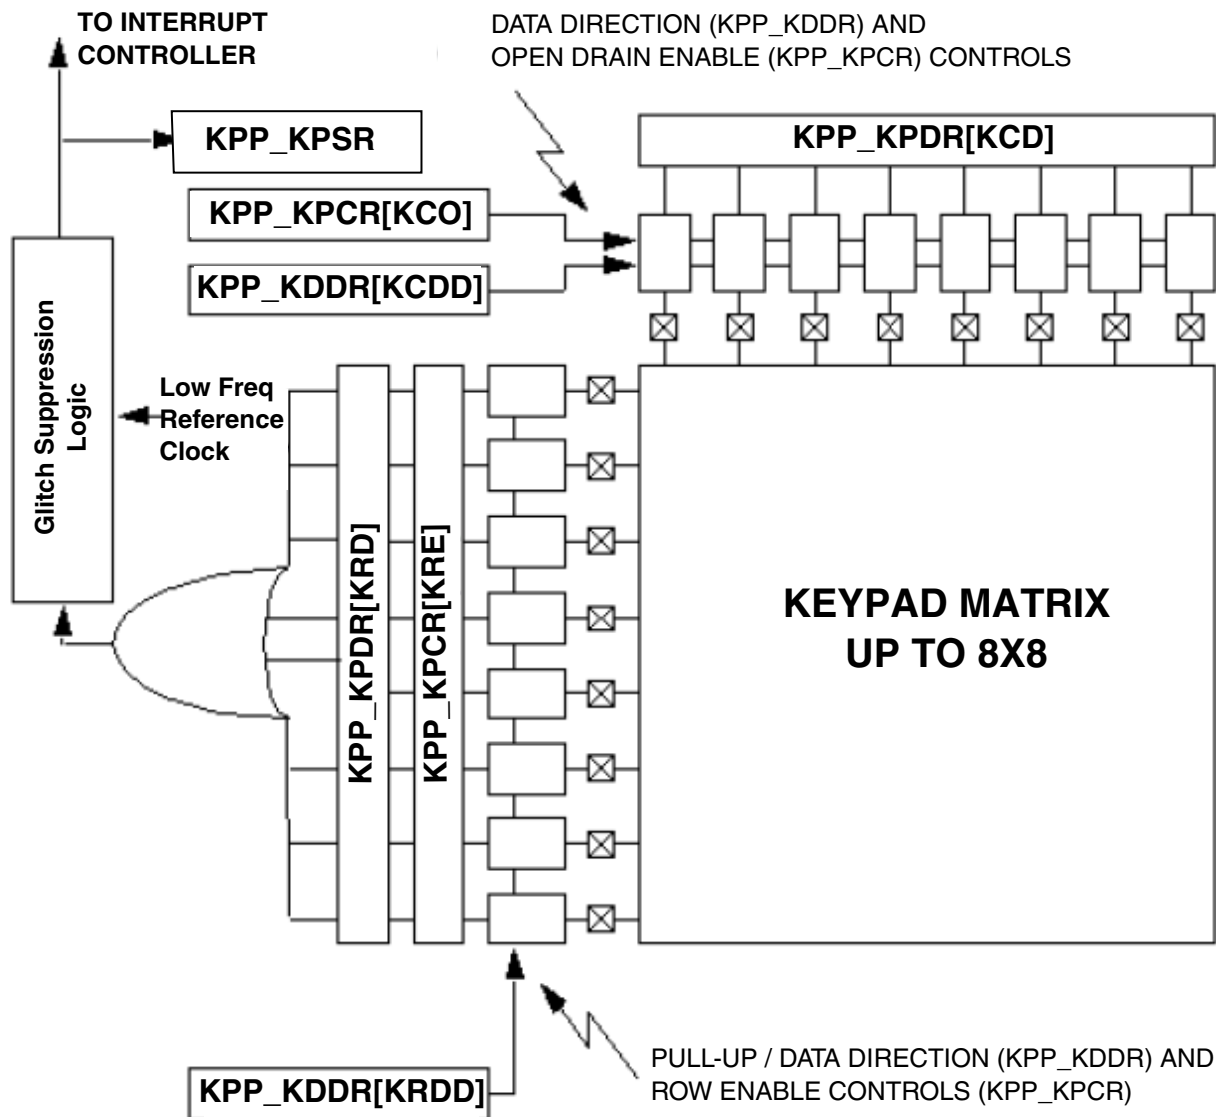 TO INTERRUPT
CONTROLLER
DATA DIRECTION (KPP_KDDR) AND
OPEN DRAIN ENABLE (KPP_KPCR) CONTROLS
KPP_KPSR
KPP_KPDR[KCD]
KPP_KPCR[KCO]
KPP_KDDR[KCDD]
Glitch Suppression
Logic
Low Freq
Reference
Clock
KPP_KPDR[KRD]
KPP_KPCR[KRE]
KEYPAD MATRIX
UP TO 8X8
PULL-UP / DATA DIRECTION (KPP_KDDR) AND
ROW ENABLE CONTROLS (KPP_KPCR)
KPP_KDDR[KRDD]